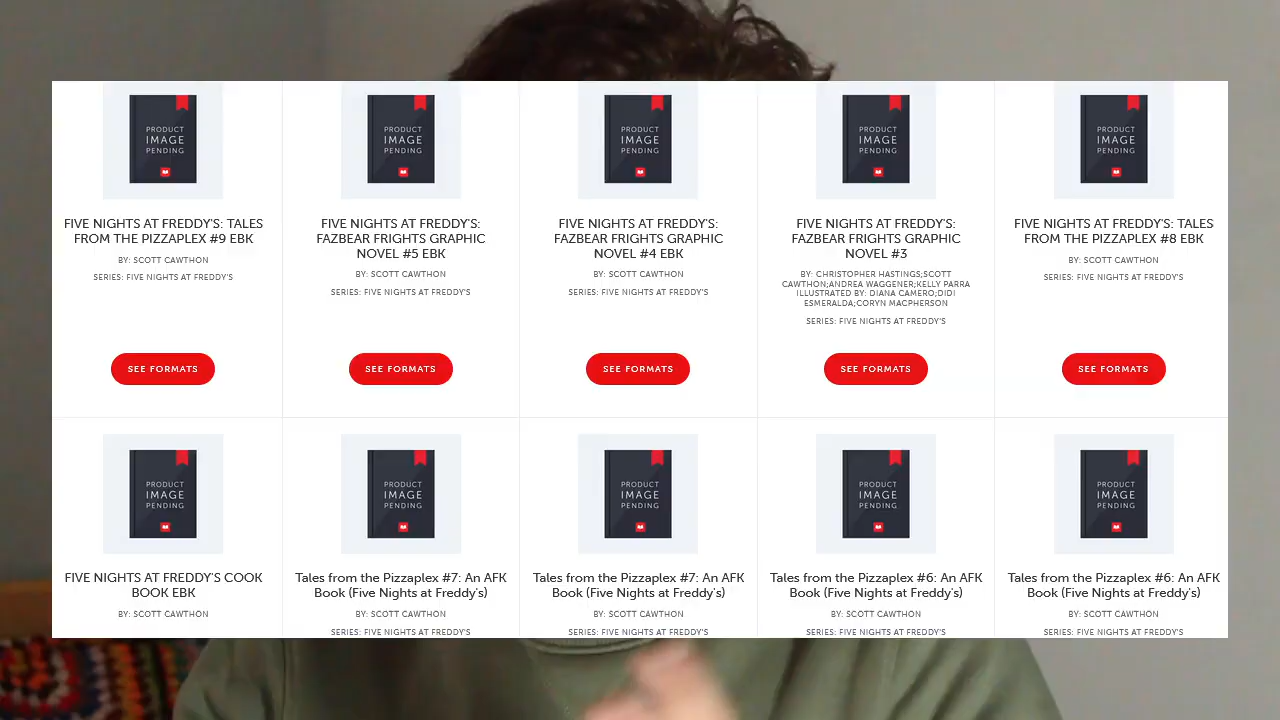 PRODUCT
IMAGE
PENDING
PRODUCT
IMAGE
PENDING
PRODUCT
IMAGE
PENDING
PRODUCT
IMAGE
PENDING
PRODUCT
IMAGE
PENDING
FIVE NIGHTS AT FREDDY'S: TALES
FROM THE PIZZAPLEX #9 EBK
BY: SCOTT CAWTHON
SERIES: FIVE NIGHTS AT FREDDY'S
SEE FORMATS
FIVE NIGHTS AT FREDDY'S:
FAZBEAR FRIGHTS GRAPHIC
NOVEL #5 EBK
BY: SCOTT CAWTHON
SERIES: FIVE NIGHTS AT FREDDY'S
SEE FORMATS
FIVE NIGHTS AT FREDDY'S:
FAZBEAR FRIGHTS GRAPHIC
NOVEL #4 EBK
BY: SCOTT CAWTHON
SERIES: FIVE NIGHTS AT FREDDY'S
SEE FORMATS
FIVE NIGHTS AT FREDDY'S:
FAZBEAR FRIGHTS GRAPHIC
NOVEL #3
BY: CHRISTOPHER HASTINGS;SCOTT
CAWTHON;ANDREA WAGGENER;KELLY PARRA
ILLUSTRATED BY: DIANA CAMERO;DIDI
ESMERALDA;CORYN MACPHERSON
SERIES: FIVE NIGHTS AT FREDDY'S
SEE FORMATS
FIVE NIGHTS AT FREDDY'S: TALES
FROM THE PIZZAPLEX #8 EBK
BY: SCOTT CAWTHON
SERIES: FIVE NIGHTS AT FREDDY'S
SEE FORMATS
PRODUCT
IMAGE
PENDING
PRODUCT
IMAGE
PENDING
PRODUCT
IMAGE
PENDING
PRODUCT
IMAGE
PENDING
PRODUCT
IMAGE
PENDING
FIVE NIGHTS AT FREDDY'S COOK
BOOK EBK
BY: SCOTT CAWTHON
Tales from the Pizzaplex #7: An AFK
Book (Five Nights at Freddy's)
BY: SCOTT CAWTHON
SERIES: FIVE NIGHTS AT FREDDY'S
Tales from the Pizzaplex #7: An AFK
Book (Five Nights at Freddy's)
BY: SCOTT CAWTHON
SERIES: FIVE NIGHTS AT FREDDY'S
Tales from the Pizzaplex #6: An AFK
Book (Five Nights at Freddy's)
BY: SCOTT CAWTHON
SERIES: FIVE NIGHTS AT FREDDY'S
Tales from the Pizzaplex #6: An AFK
Book (Five Nights at Freddy's)
BY: SCOTT CAWTHON
SERIES: FIVE NIGHTS AT FREDDY'S